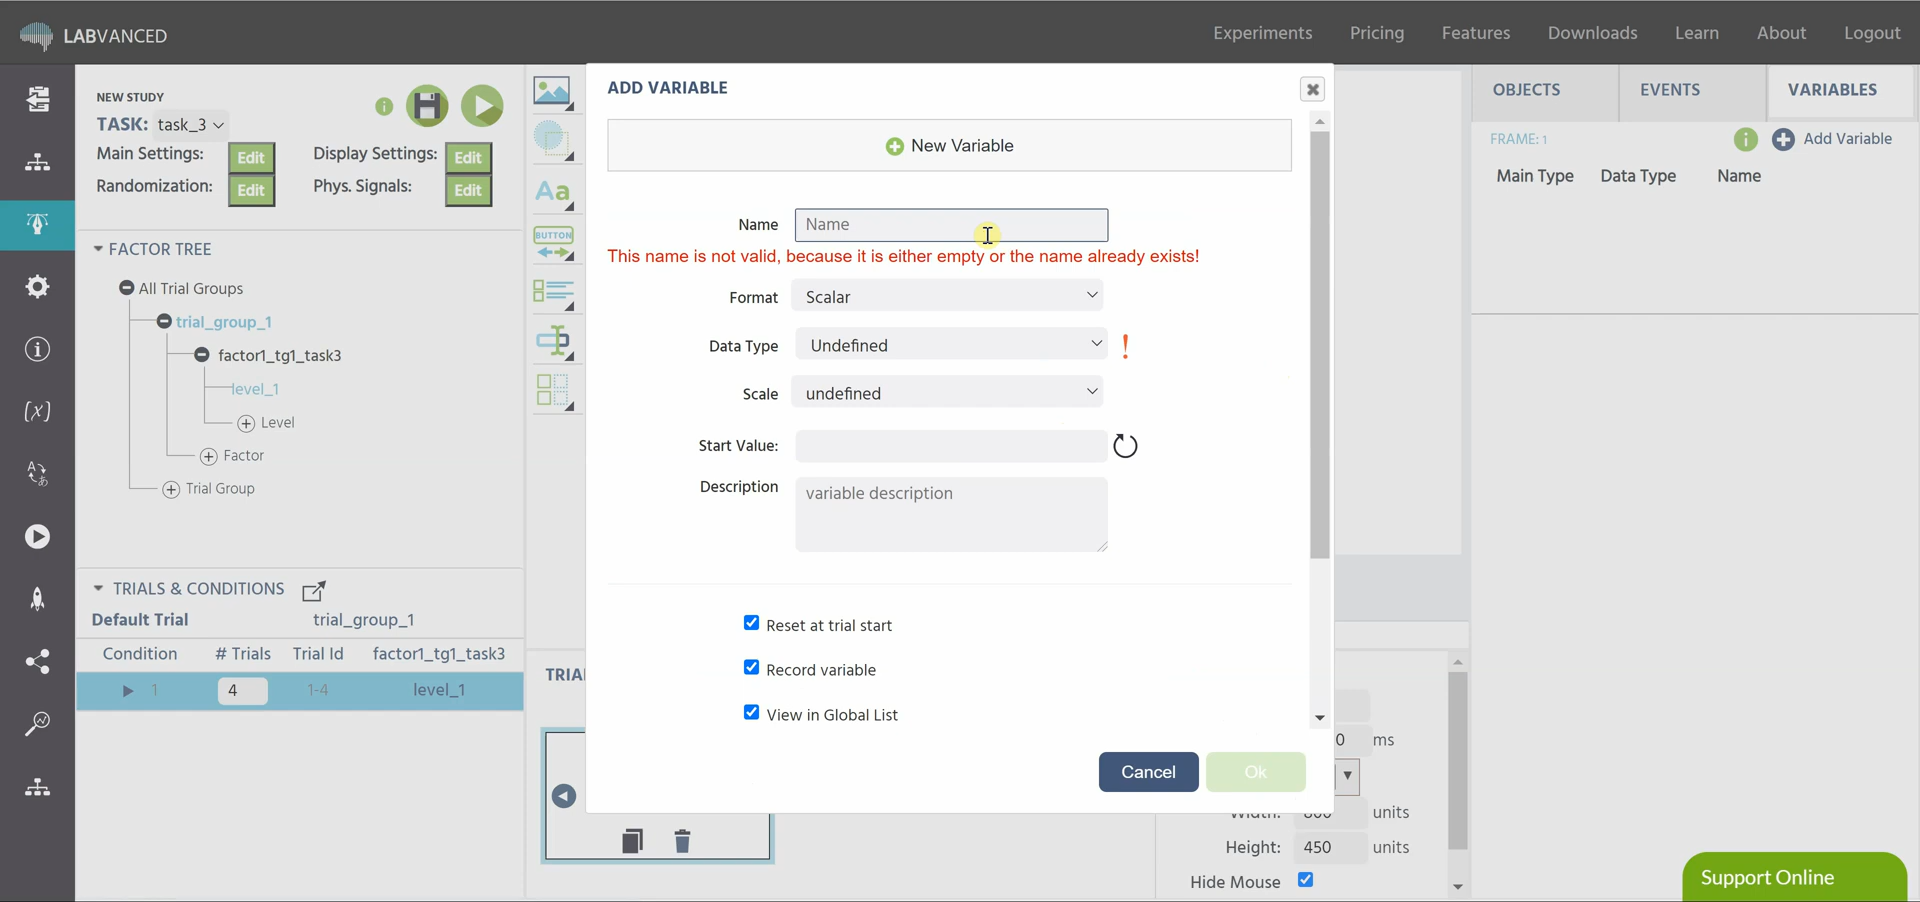 LABVANCED
Experiments
Pricing
Features
Downloads
Learn
About
Logout
NEW STUDY
TASK: task_3
Main Settings: Edit
Display Settings: Edit
Randomization: Edit
Phys. Signals: Edit
FACTOR TREE
All Trial Groups
trial_group_1
factor1_tg1_task3
level_1
Level
Factor
Trial Group
TRIALS & CONDITIONS
Default Trial
trial_group_1
Condition
# Trials
Trial Id
factor1_tg1_task3
1
4
1-4
level_1
Aa
BUTTON
ADD VARIABLE
New Variable
Name
Name
This name is not valid, because it is either empty or the name already exists!
Format
Scalar
Data Type
Undefined
!
Scale
undefined
Start Value:
Description
variable description
Reset at trial start
Record variable
View in Global List
Cancel
Ok
OBJECTS
EVENTS
VARIABLES
FRAME: 1
Add Variable
Main Type
Data Type
Name
0 ms
units
Height: 450 units
Hide Mouse
Support Online